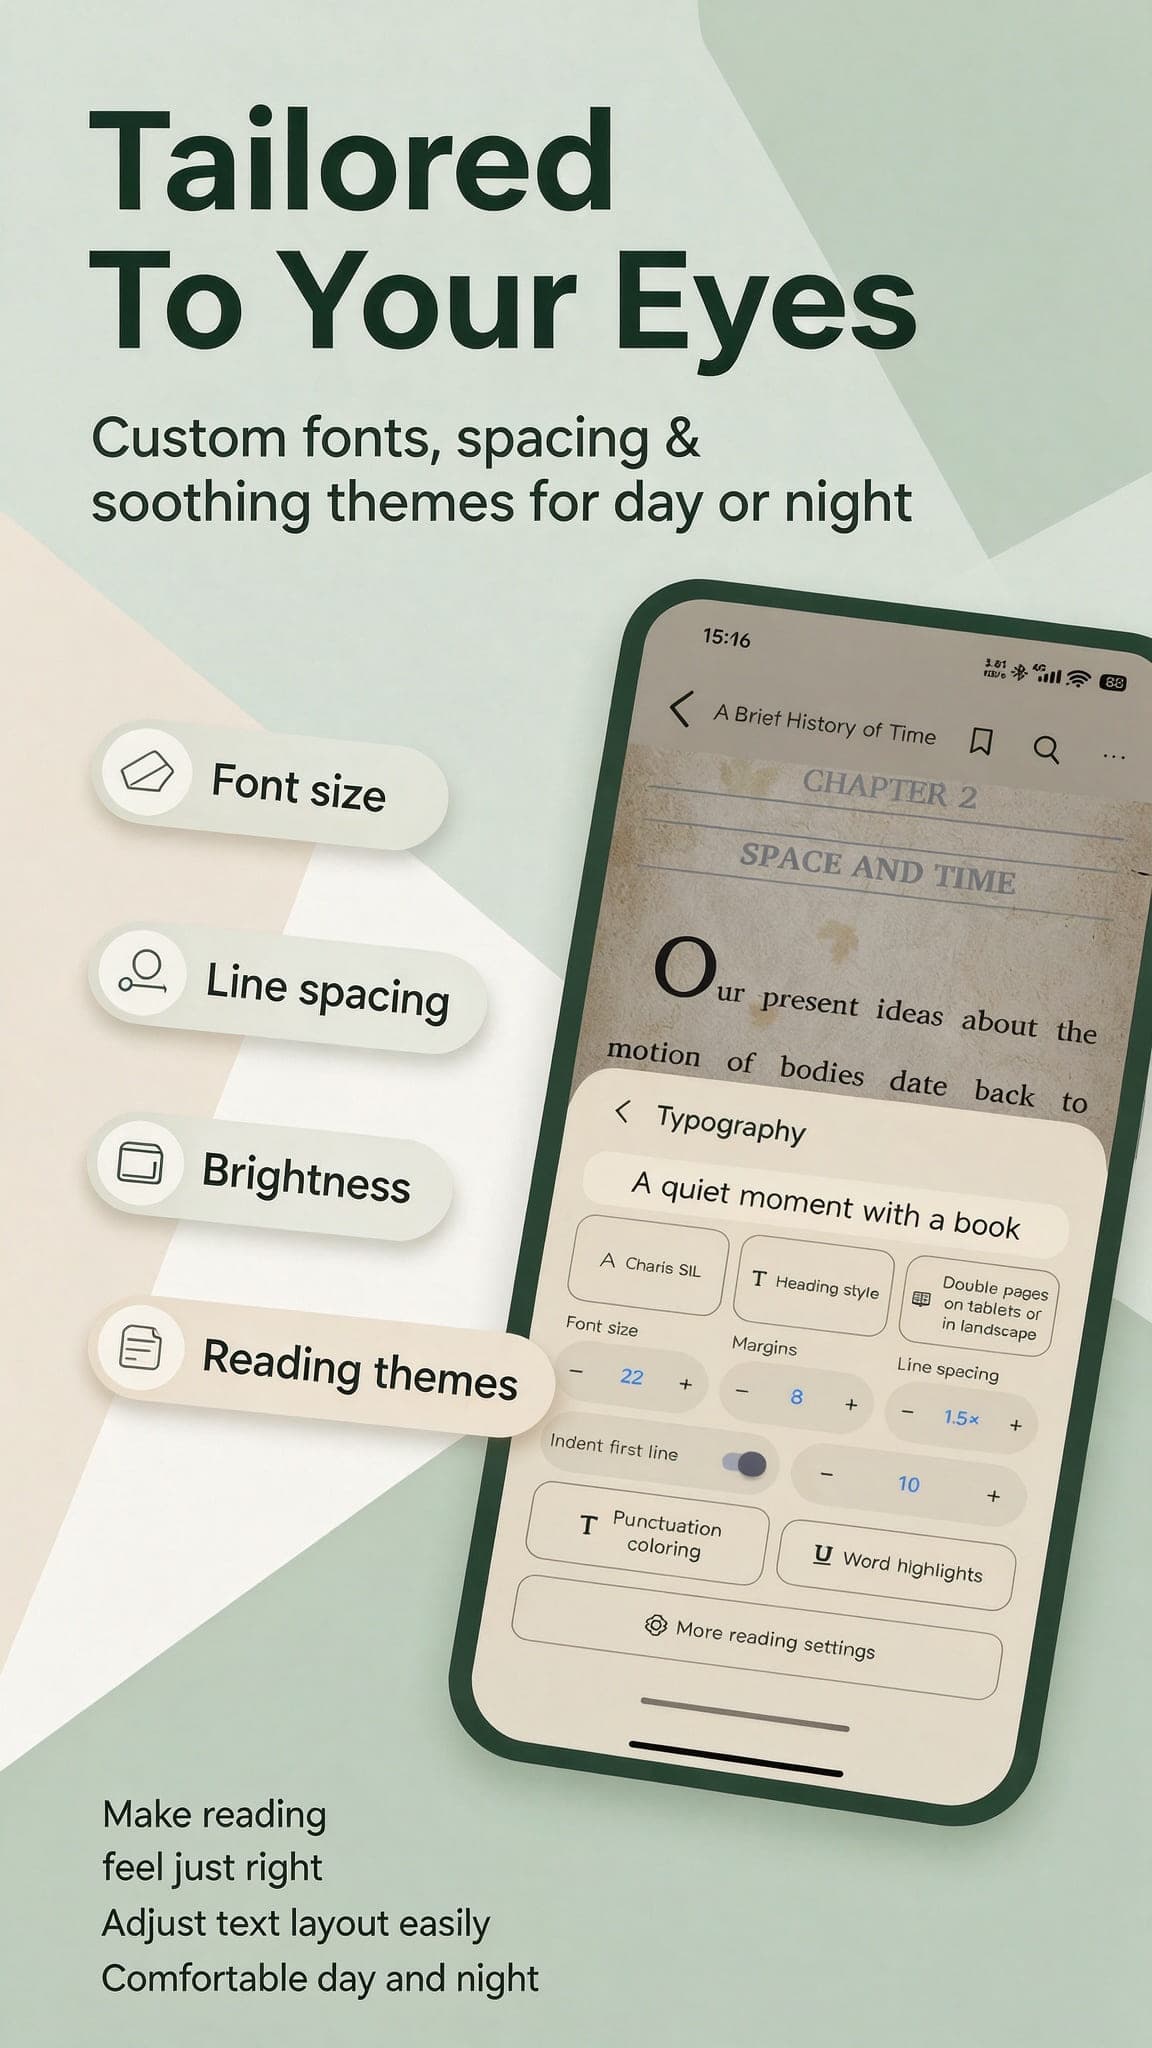 Tailored
To Your Eyes
Custom fonts, spacing &
soothing themes for day or night
15:16
4G
A Brief History of Time
...
CHAPTER 2
SPACE AND TIME
Our present ideas about the
motion of bodies date back to
Font size
Line spacing
Brightness
Reading themes
Typography
A quiet moment with a book
A Charis SIL
T Heading style
Double pages
on tablets or
in landscape
Font size
Margins
Line spacing
− 22 +
− 8 +
− 1.5× +
Indent first line
− 10 +
T Punctuation
coloring
U Word highlights
More reading settings
Make reading
feel just right
Adjust text layout easily
Comfortable day and night